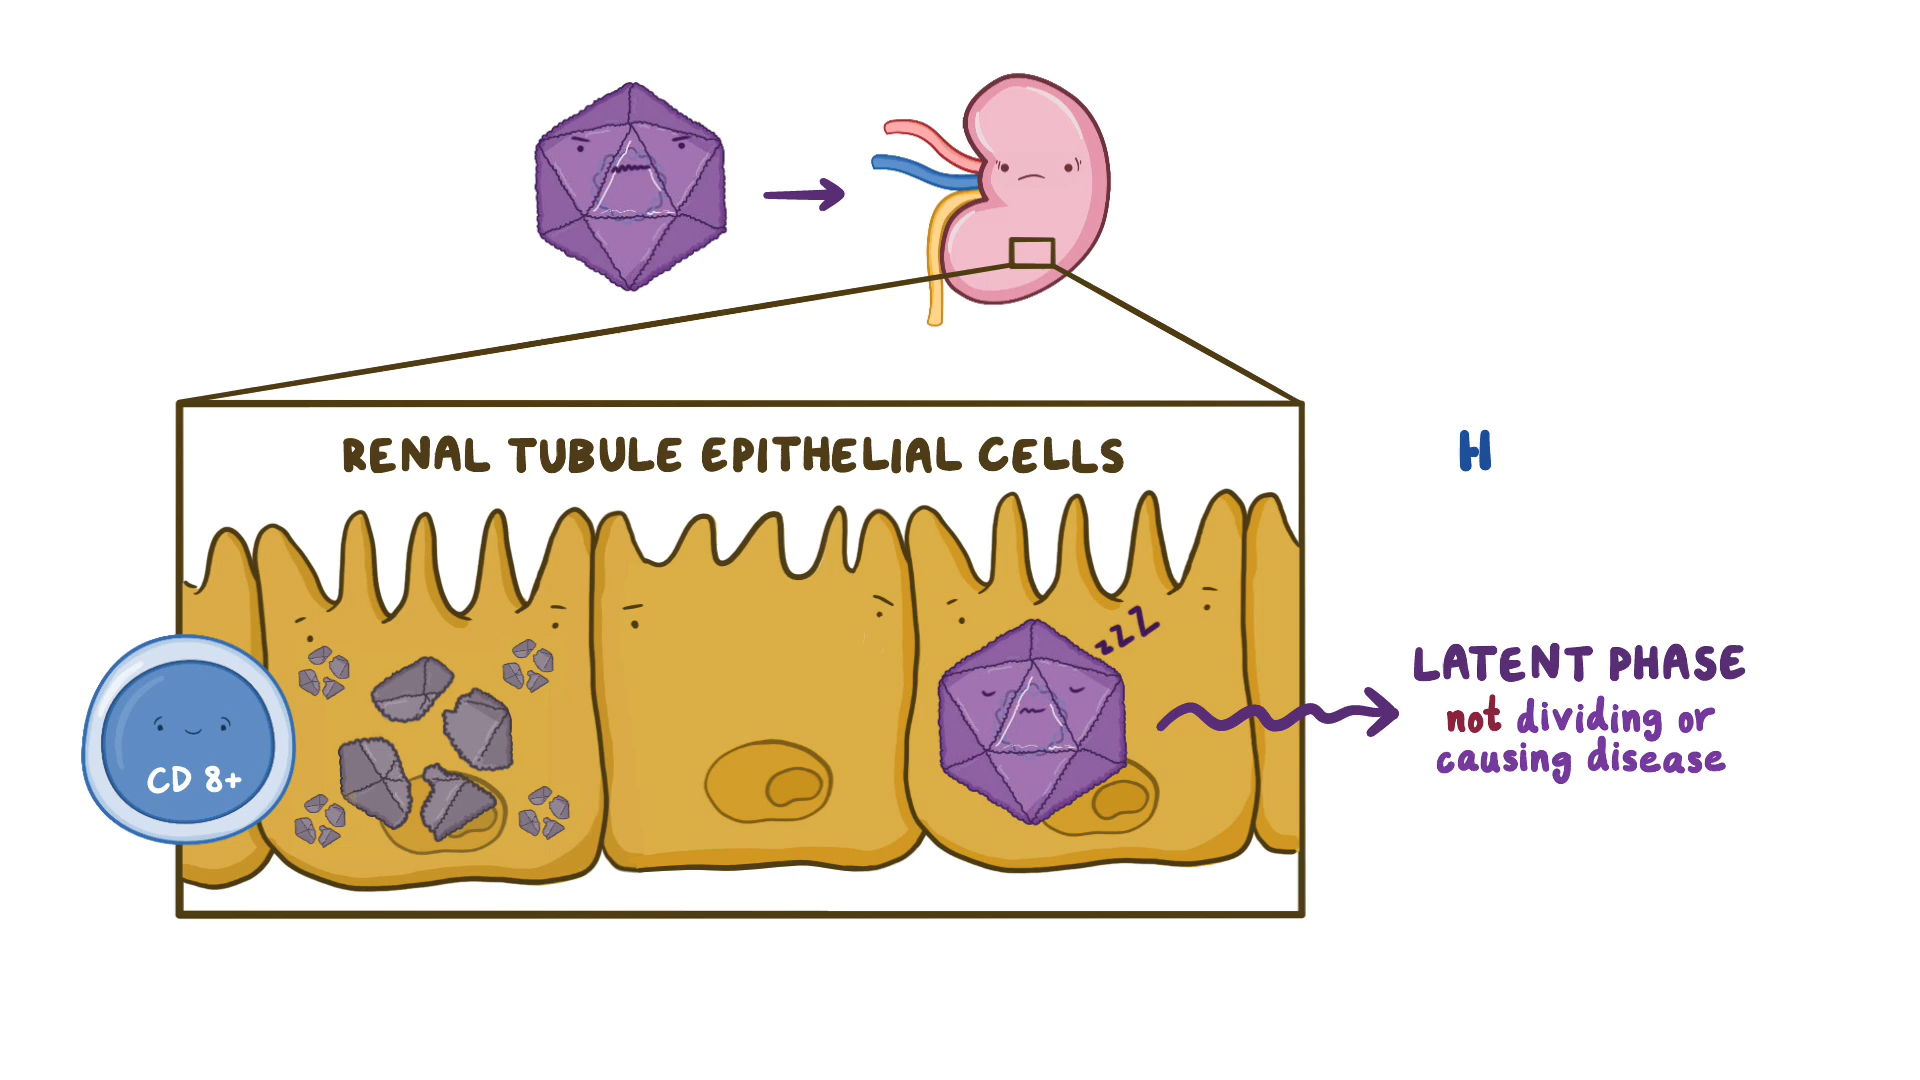 RENAL TUBULE EPITHELIAL CELLS
H
zzz
LATENT PHASE
not dividing or
causing disease
CD 8+